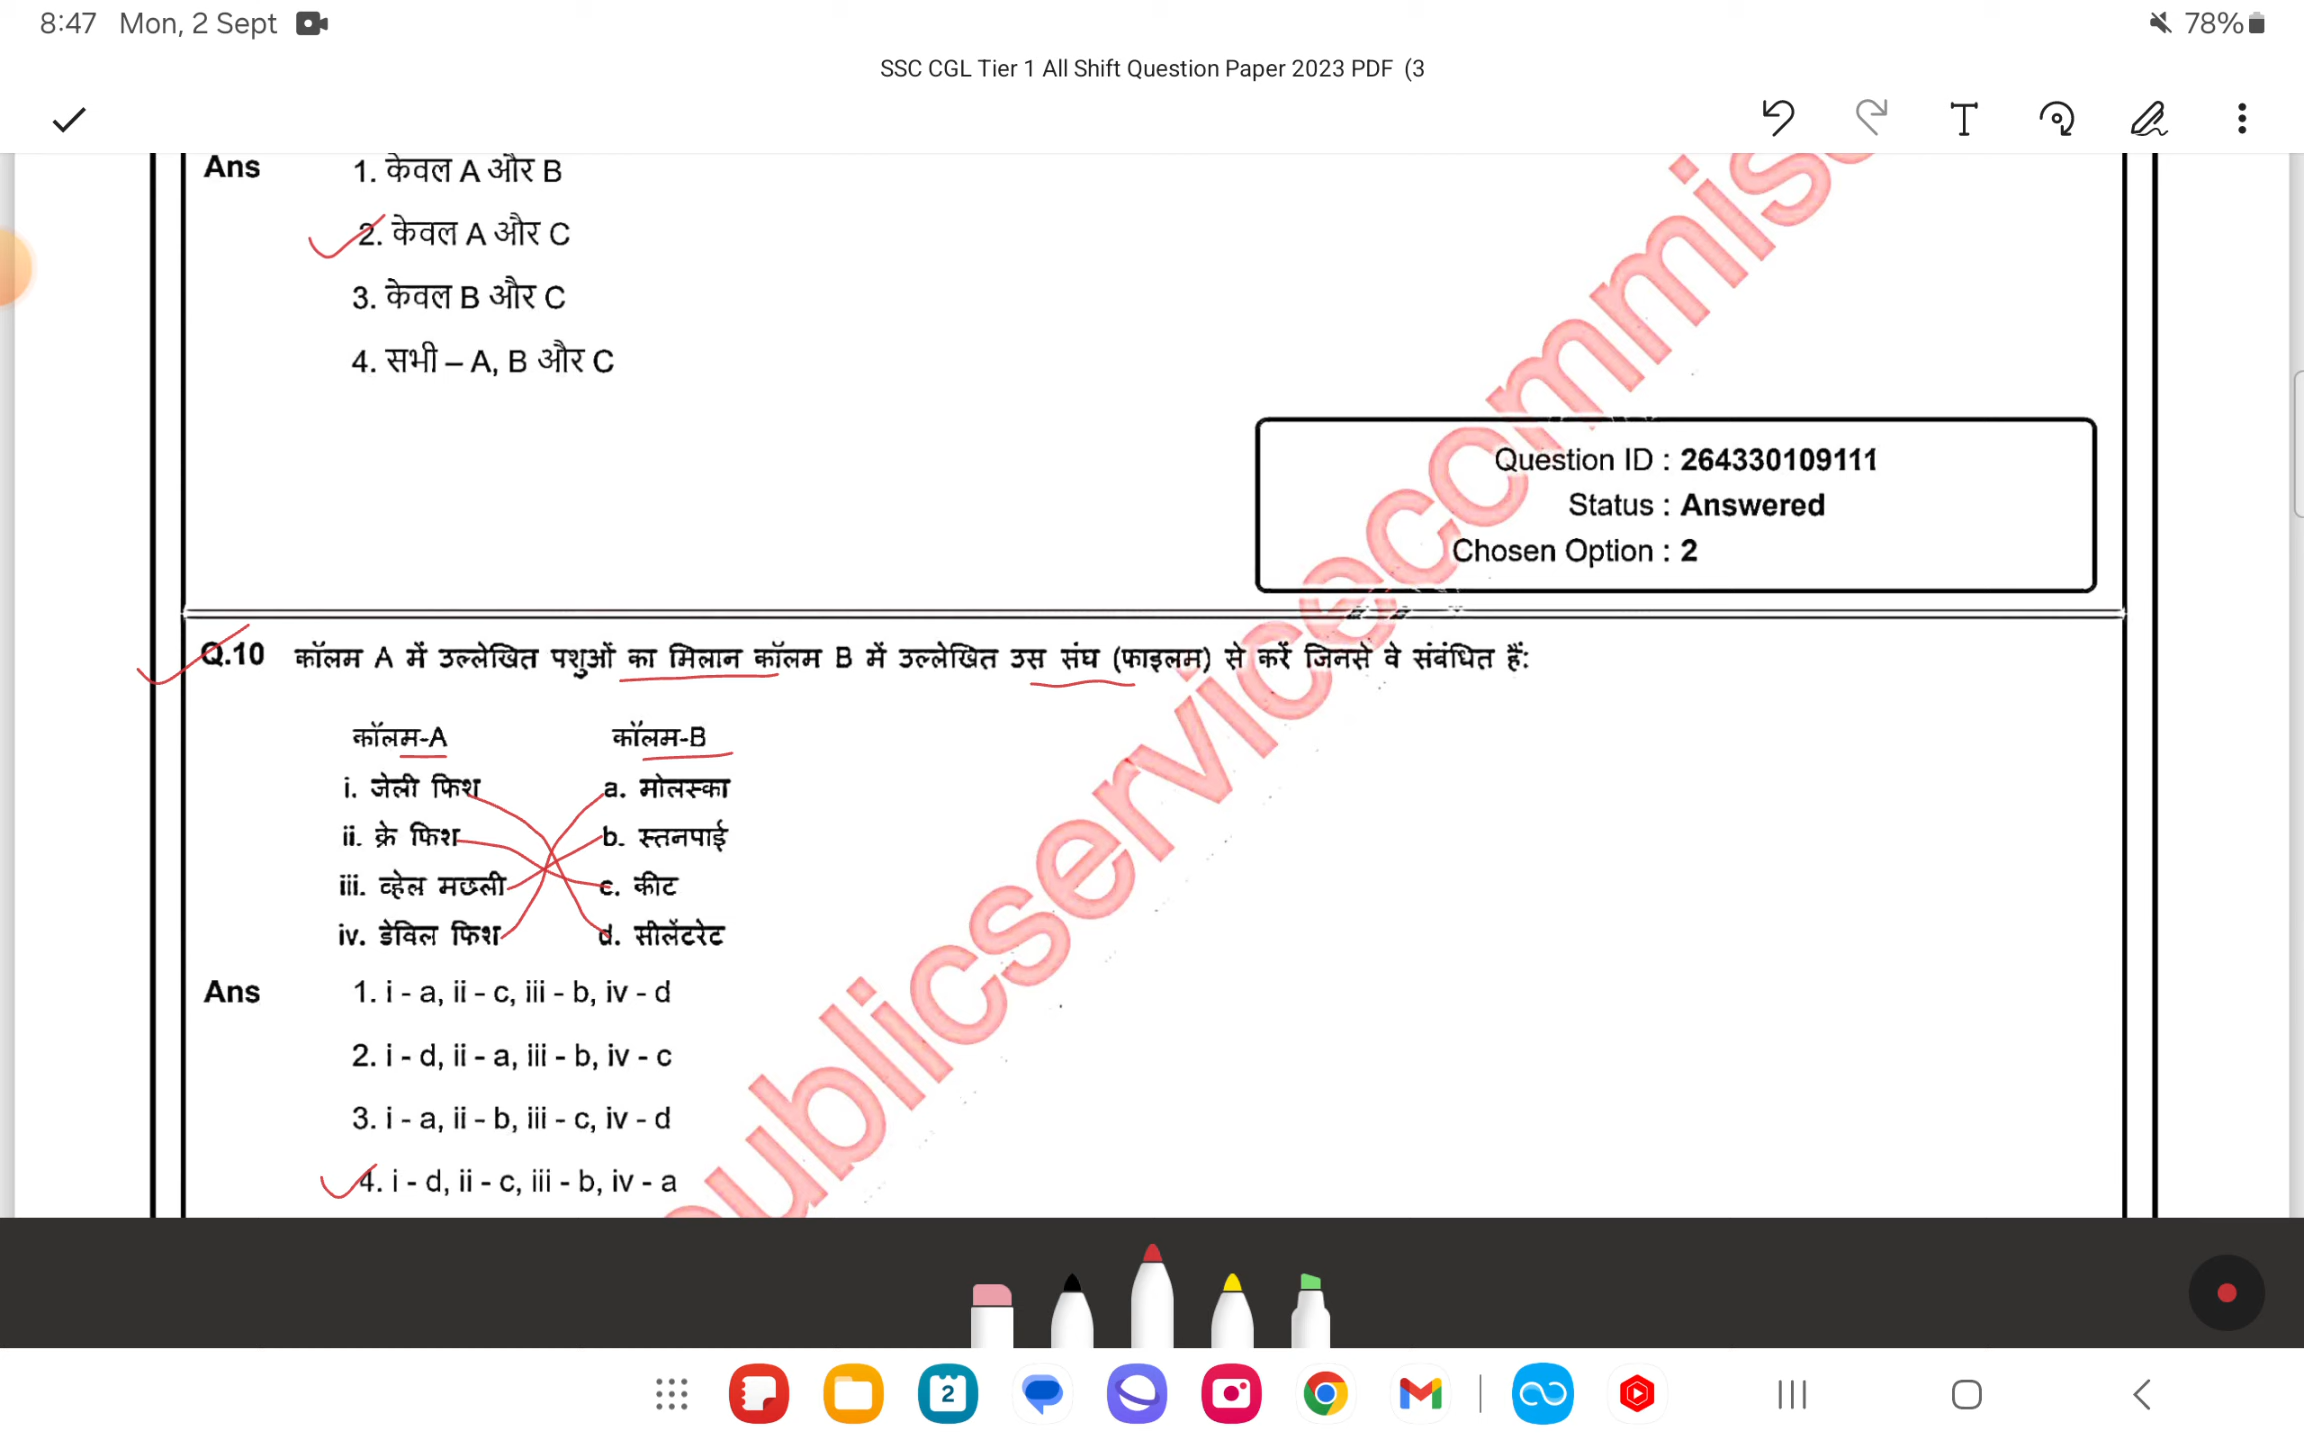 8:47 Mon, 2 Sept 78%
SSC CGL Tier 1 All Shift Question Paper 2023 PDF (3
T
Ans 1. केवल A और B
2. केवल A और C
3. केवल B और C
4. सभी – A, B और C
Question ID : 264330109111
Status : Answered
Chosen Option : 2
Q.10 कॉलम A में उल्लेखित पशुओं का मिलान कॉलम B में उल्लेखित उस संघ (फाइलम) से करें जिनसे वे संबंधित हैं:
कॉलम-A कॉलम-B
i. जेली फिश a. मोलस्का
ii. क्रे फिश b. स्तनपाई
iii. व्हेल मछली c. कीट
iv. डेविल फिश d. सीलेंटरेट
Ans 1. i - a, ii - c, iii - b, iv - d
2. i - d, ii - a, iii - b, iv - c
3. i - a, ii - b, iii - c, iv - d
4. i - d, ii - c, iii - b, iv - a
ublicservicecommis
2